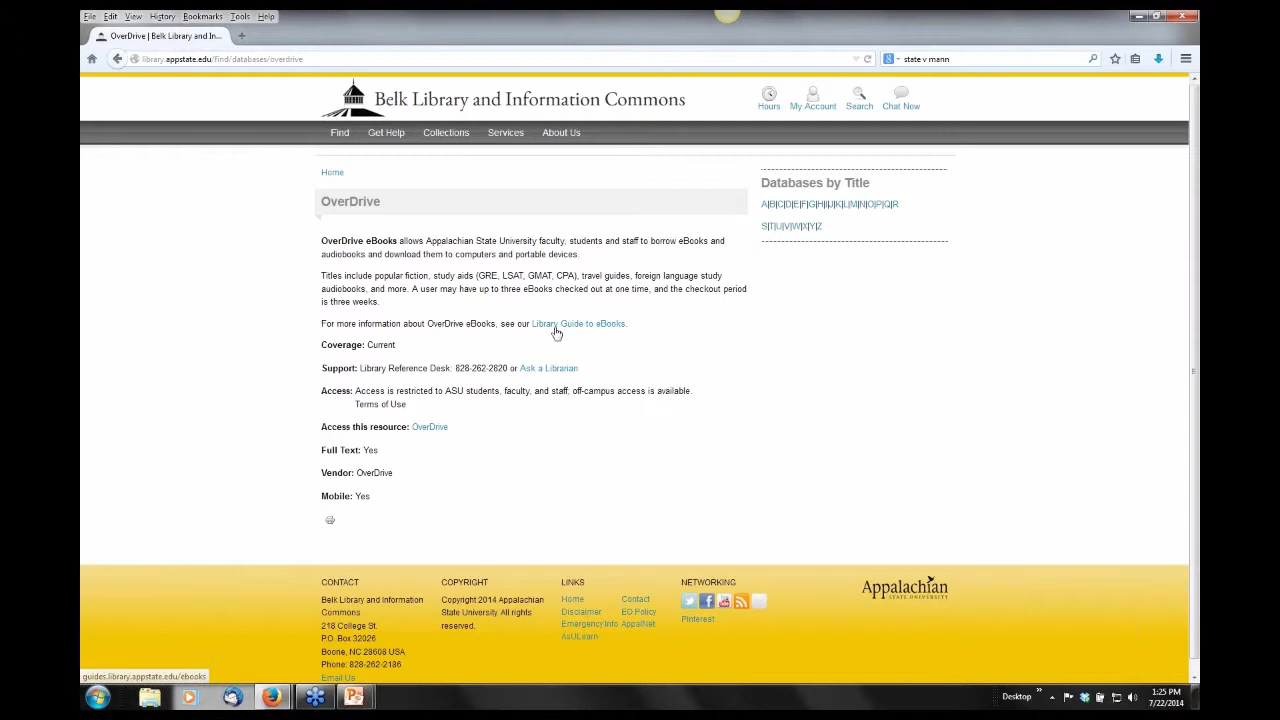 File Edit View History Bookmarks Tools Help
OverDrive | Belk Library and In...
library.appstate.edu/find/databases/overdrive
state v mann
Belk Library and Information Commons
Hours My Account Search Chat Now
Find Get Help Collections Services About Us
Home
Databases by Title
OverDrive
A|B|C|D|E|F|G|H|I|J|K|L|M|N|O|P|Q|R
S|T|U|V|W|X|Y|Z
OverDrive eBooks allows Appalachian State University faculty, students and staff to borrow eBooks and
audiobooks and download them to computers and portable devices.
Titles include popular fiction, study aids (GRE, LSAT, GMAT, CPA), travel guides, foreign language study
audiobooks, and more. A user may have up to three eBooks checked out at one time, and the checkout period
is three weeks.
For more information about OverDrive eBooks, see our Library Guide to eBooks.
Coverage: Current
Support: Library Reference Desk: 828-262-2820 or Ask a Librarian
Access: Access is restricted to ASU students, faculty, and staff; off-campus access is available.
Terms of Use
Access this resource: OverDrive
Full Text: Yes
Vendor: OverDrive
Mobile: Yes
CONTACT
Belk Library and Information
Commons
218 College St.
P.O. Box 32026
Boone, NC 28608 USA
Phone: 828-262-2186
Email Us
COPYRIGHT
Copyright 2014 Appalachian
State University. All rights
reserved.
LINKS
Home Contact
Disclaimer EO Policy
Emergency Info AppalNet
AsULearn
NETWORKING
Pinterest
Appalachian
STATE UNIVERSITY
guides.library.appstate.edu/ebooks
Desktop
1:25 PM
7/22/2014